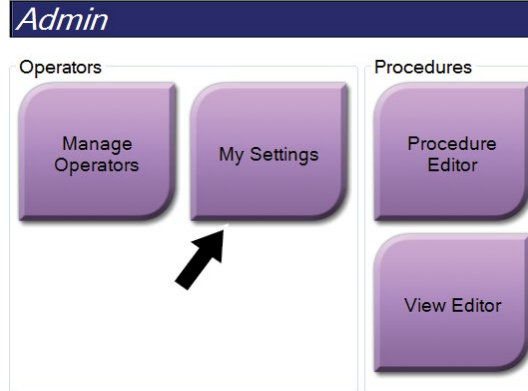 Admin
Operators
Procedures
Manage
Operators
My Settings
Procedure
Editor
View Editor